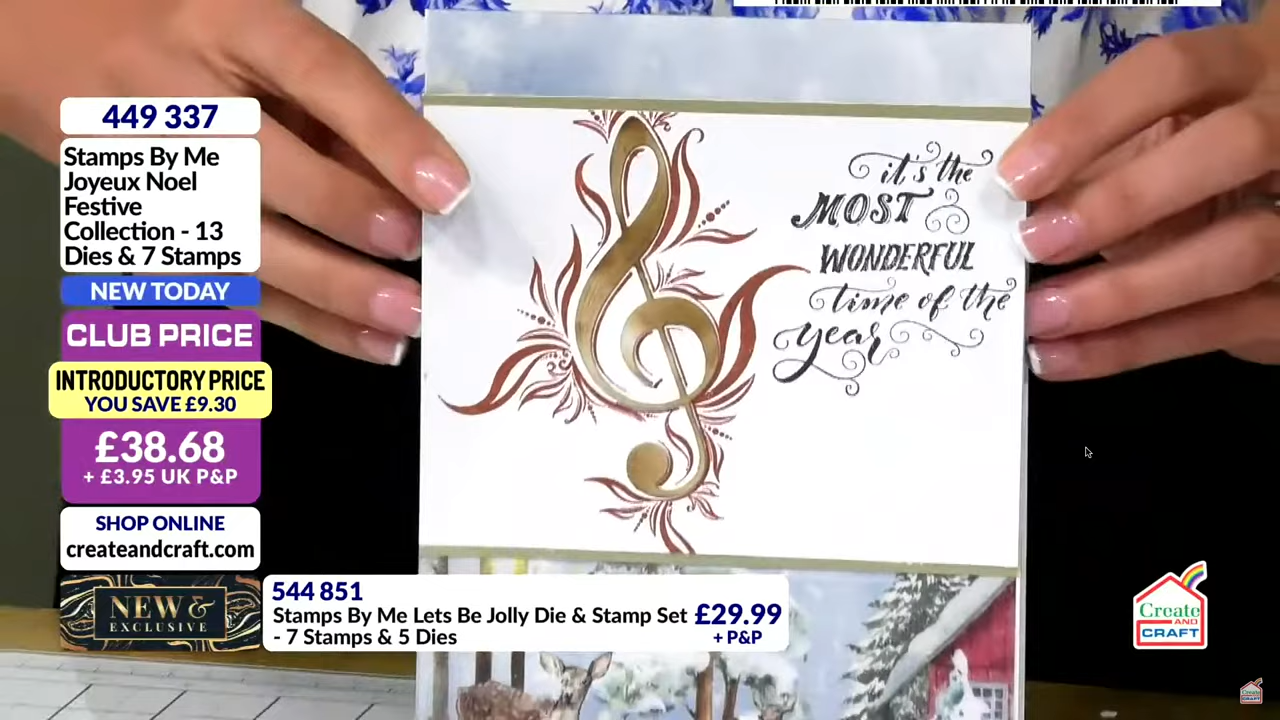 449 337
Stamps By Me
Joyeux Noel
Festive
Collection - 13
Dies & 7 Stamps
NEW TODAY
CLUB PRICE
INTRODUCTORY PRICE
YOU SAVE £9.30
£38.68
+ £3.95 UK P&P
SHOP ONLINE
createandcraft.com
NEW &
EXCLUSIVE
544 851
Stamps By Me Lets Be Jolly Die & Stamp Set
- 7 Stamps & 5 Dies
£29.99
+ P&P
it's the
MOST
WONDERFUL
time of the
year
Create
AND
CRAFT